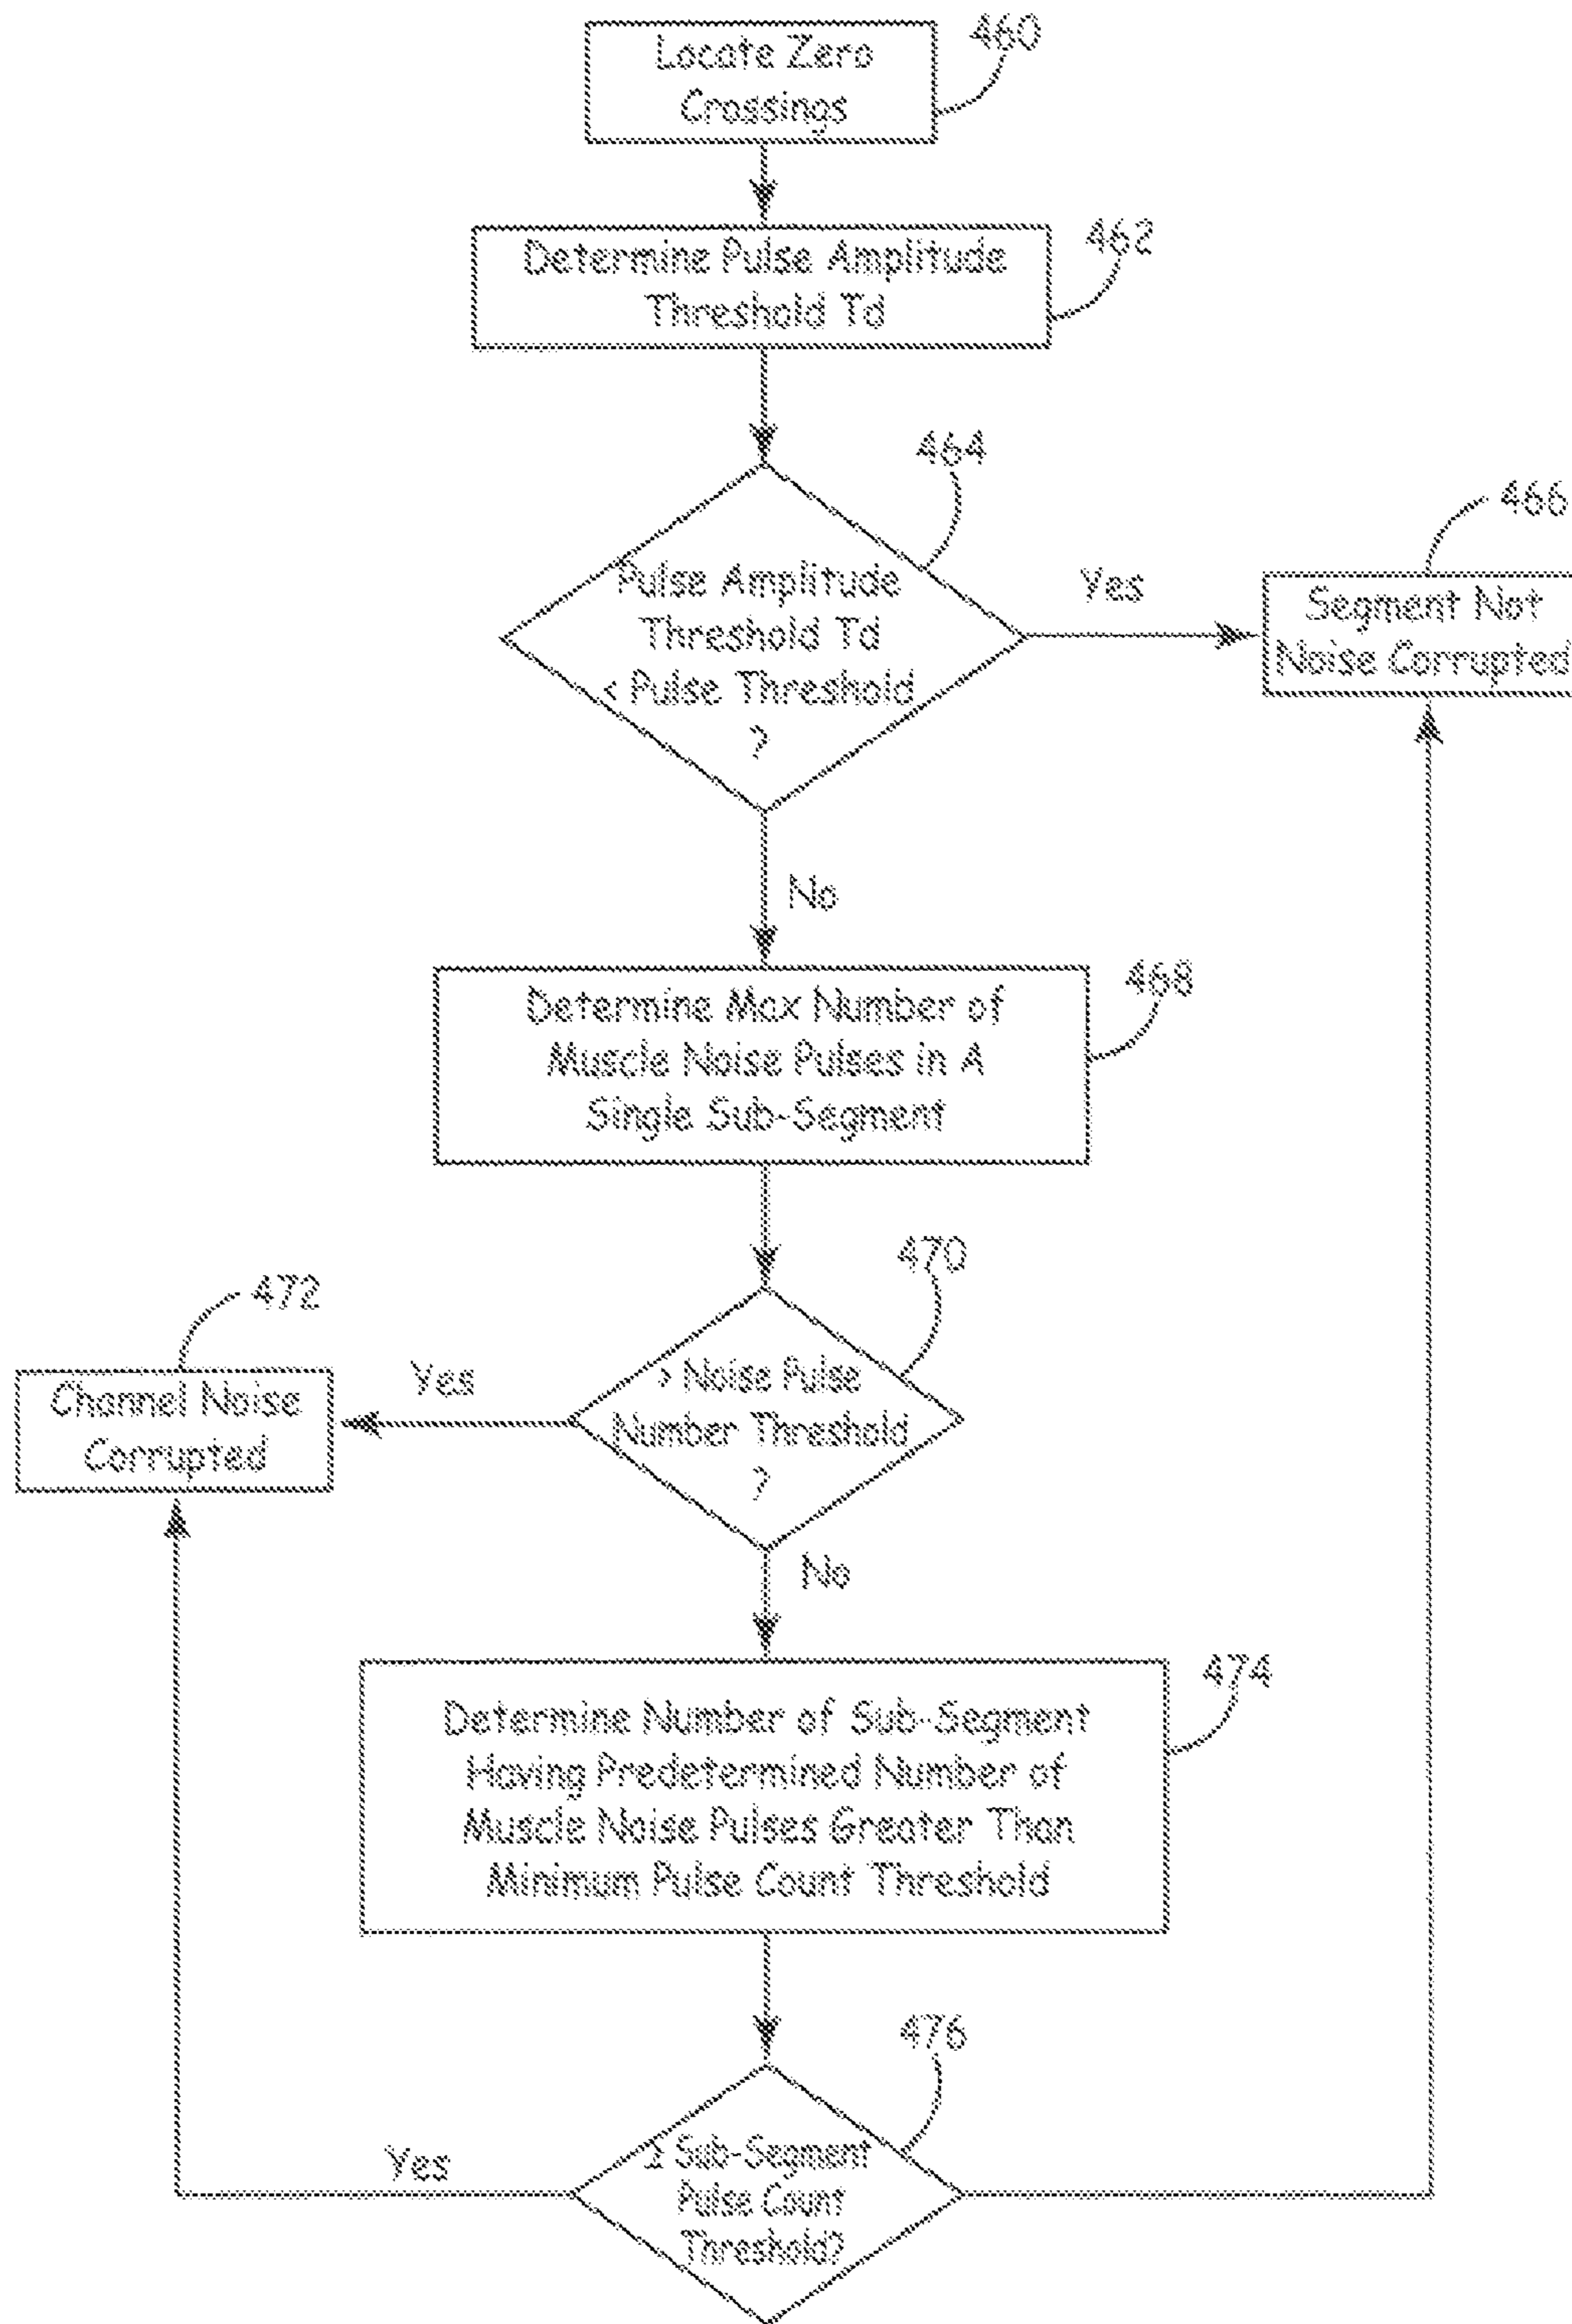 Locate Zero
Crossings
460
Determine Pulse Amplitude
Threshold Td
462
464
Pulse Amplitude
Threshold Td
< Pulse Threshold
?
Yes
466
Segment Not
Noise Corrupted
No
Determine Max Number of
Muscle Noise Pulses in A
Single Sub-Segment
468
470
> Noise Pulse
Number Threshold
?
Yes
472
Channel Noise
Corrupted
No
474
Determine Number of Sub-Segment
Having Predetermined Number of
Muscle Noise Pulses Greater Than
Minimum Pulse Count Threshold
476
≥ Sub-Segment
Pulse Count
Threshold?
Yes